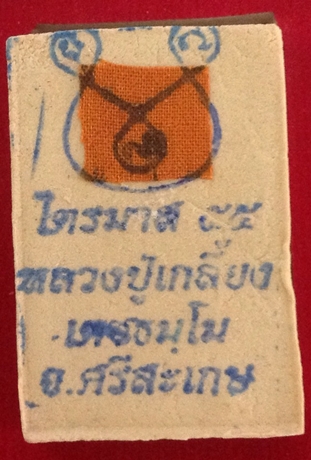 ไตรมาส ๕๕
หลวงปู่เกลี้ยง
เตชธมฺโม
จ.ศรีสะเกษ